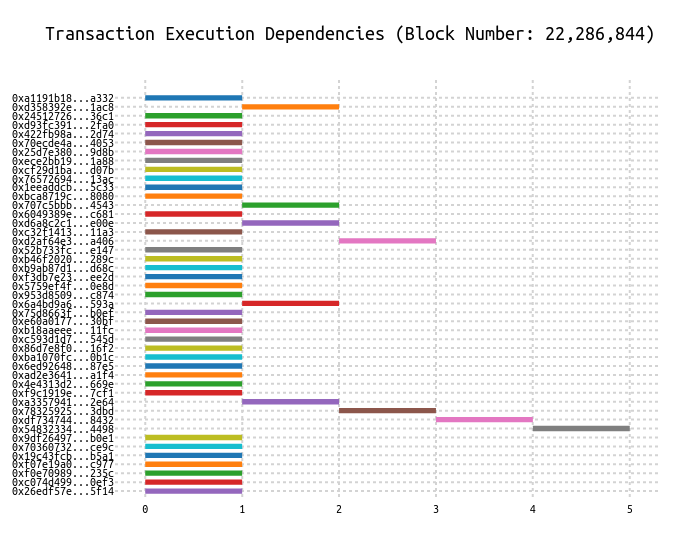 Transaction Execution Dependencies (Block Number: 22,286,844)
0xa1191b18...a332
0xd358392e...1ac8
0x24512726...36c1
0xd93fc391...2fa0
0x422fb98a...2d74
0x70ecde4a...4053
0x25d7e380...9d8b
0xece2bb19...1a88
0xcf29d1ba...d07b
0x76572694...13ac
0x1eeaddcb...5c33
0xbca8719c...8080
0x707c5bbb...4543
0x6049389e...c681
0xd6a8c2c1...e00e
0xc32f1413...11a3
0xd2af64e3...a406
0x52b733fc...e147
0xb46f2020...289c
0xb9ab87d1...d68c
0xf3db7e23...ee2d
0x5759ef4f...0e8d
0x953d8509...c874
0x6a4bd9a6...593a
0x75d8663f...b0ef
0xe60a0177...30bf
0xb18aaeee...11fc
0xc593d1d7...545d
0x86d7e8f0...16f2
0xba1070fc...0b1c
0x6ed92648...87e5
0xad2e3641...a1f4
0x4e4313d2...669e
0xf9c1919e...7cf1
0xa3357941...2e64
0x78325925...3dbd
0xdf734744...8432
0x54832334...4498
0x9df26497...b0e1
0x70360732...ce9c
0x19c43fcb...b5a1
0xf07e19a0...c977
0xf0e70989...235c
0xc074d499...0ef3
0x26edf57e...5f14
0 1 2 3 4 5